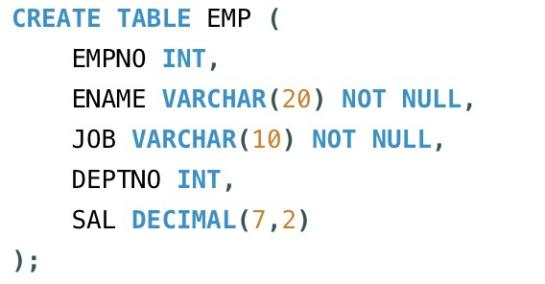 CREATE TABLE EMP (
    EMPNO INT,
    ENAME VARCHAR(20) NOT NULL,
    JOB VARCHAR(10) NOT NULL,
    DEPTNO INT,
    SAL DECIMAL(7,2)
);